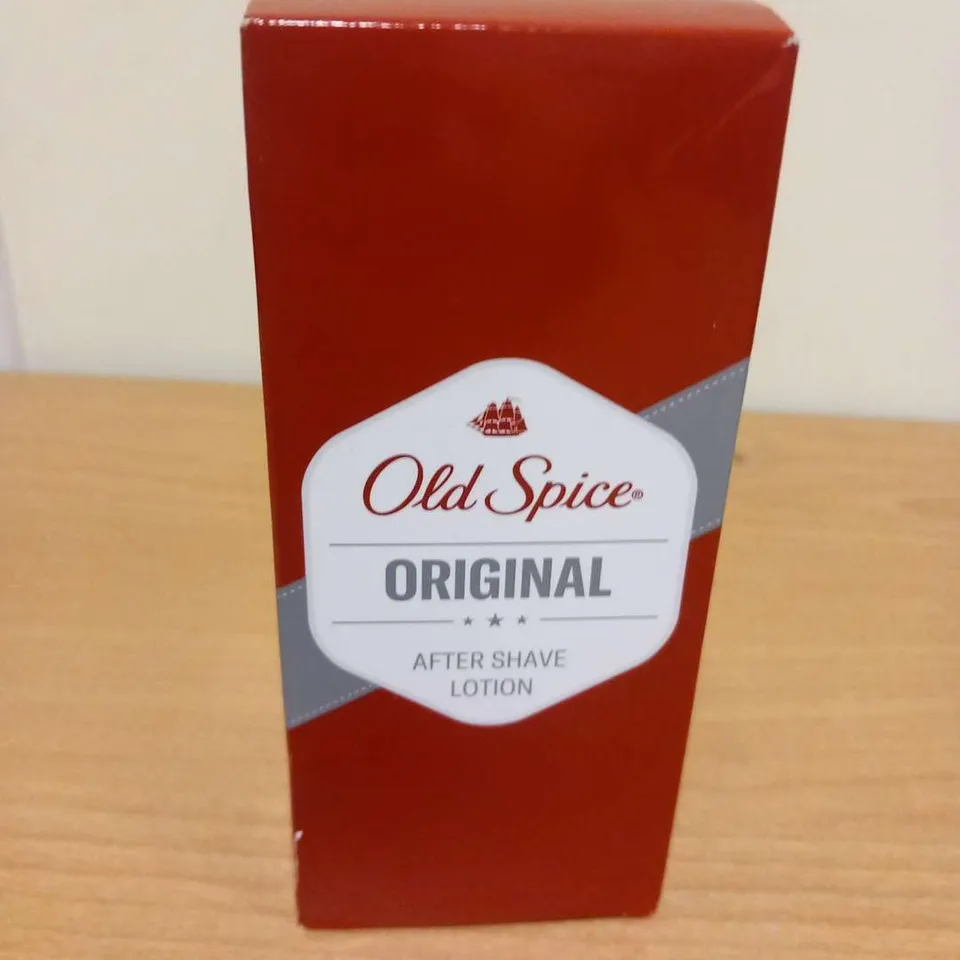 Old Spice®
ORIGINAL
AFTER SHAVE
LOTION